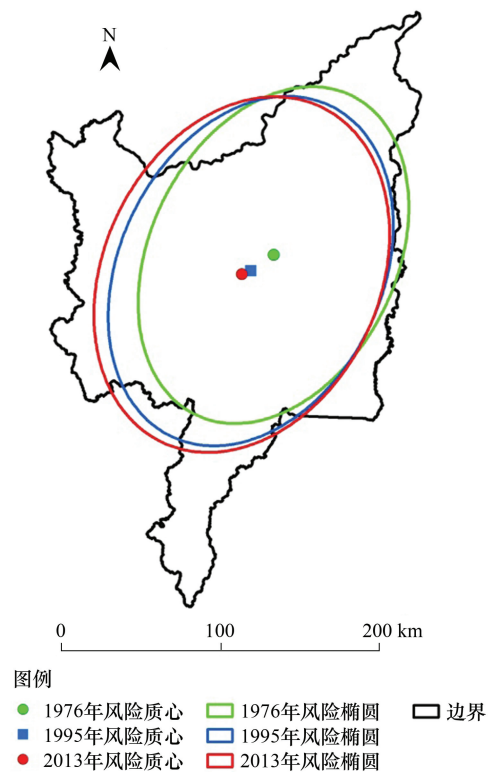 N
0 100 200 km
图例
1976年风险质心 1976年风险椭圆 边界
1995年风险质心 1995年风险椭圆
2013年风险质心 2013年风险椭圆